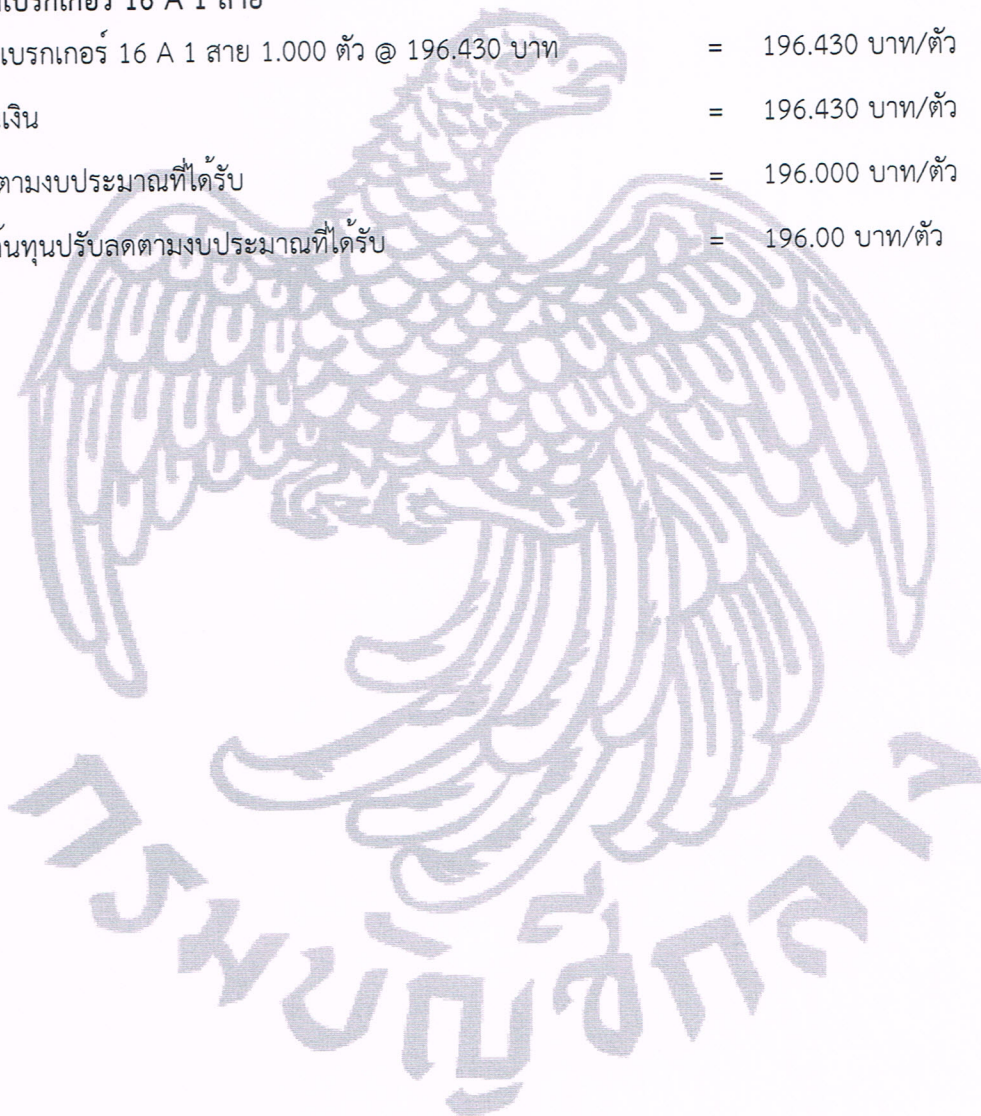 เบรกเกอร์ 16 A 1 สาย
เบรกเกอร์ 16 A 1 สาย 1.000 ตัว @ 196.430 บาท = 196.430 บาท/ตัว
เงิน = 196.430 บาท/ตัว
ตามงบประมาณที่ได้รับ = 196.000 บาท/ตัว
ต้นทุนปรับลดตามงบประมาณที่ได้รับ = 196.00 บาท/ตัว
กรมบัญชีกลาง